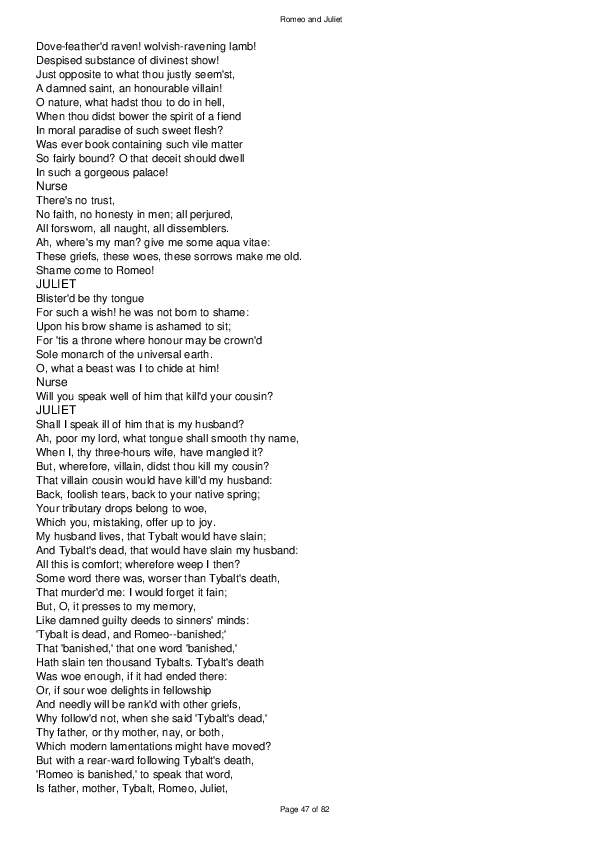 Romeo and Juliet
Dove-feather'd raven! wolvish-ravening lamb!
Despised substance of divinest show!
Just opposite to what thou justly seem'st,
A damned saint, an honourable villain!
O nature, what hadst thou to do in hell,
When thou didst bower the spirit of a fiend
In moral paradise of such sweet flesh?
Was ever book containing such vile matter
So fairly bound? O that deceit should dwell
In such a gorgeous palace!
Nurse
There's no trust,
No faith, no honesty in men; all perjured,
All forsworn, all naught, all dissemblers.
Ah, where's my man? give me some aqua vitae:
These griefs, these woes, these sorrows make me old.
Shame come to Romeo!
JULIET
Blister'd be thy tongue
For such a wish! he was not born to shame:
Upon his brow shame is ashamed to sit;
For 'tis a throne where honour may be crown'd
Sole monarch of the universal earth.
O, what a beast was I to chide at him!
Nurse
Will you speak well of him that kill'd your cousin?
JULIET
Shall I speak ill of him that is my husband?
Ah, poor my lord, what tongue shall smooth thy name,
When I, thy three-hours wife, have mangled it?
But, wherefore, villain, didst thou kill my cousin?
That villain cousin would have kill'd my husband:
Back, foolish tears, back to your native spring;
Your tributary drops belong to woe,
Which you, mistaking, offer up to joy.
My husband lives, that Tybalt would have slain;
And Tybalt's dead, that would have slain my husband:
All this is comfort; wherefore weep I then?
Some word there was, worser than Tybalt's death,
That murder'd me: I would forget it fain;
But, O, it presses to my memory,
Like damned guilty deeds to sinners' minds:
'Tybalt is dead, and Romeo--banished;'
That 'banished,' that one word 'banished,'
Hath slain ten thousand Tybalts. Tybalt's death
Was woe enough, if it had ended there:
Or, if sour woe delights in fellowship
And needly will be rank'd with other griefs,
Why follow'd not, when she said 'Tybalt's dead,'
Thy father, or thy mother, nay, or both,
Which modern lamentations might have moved?
But with a rear-ward following Tybalt's death,
'Romeo is banished,' to speak that word,
Is father, mother, Tybalt, Romeo, Juliet,
Page 47 of 82